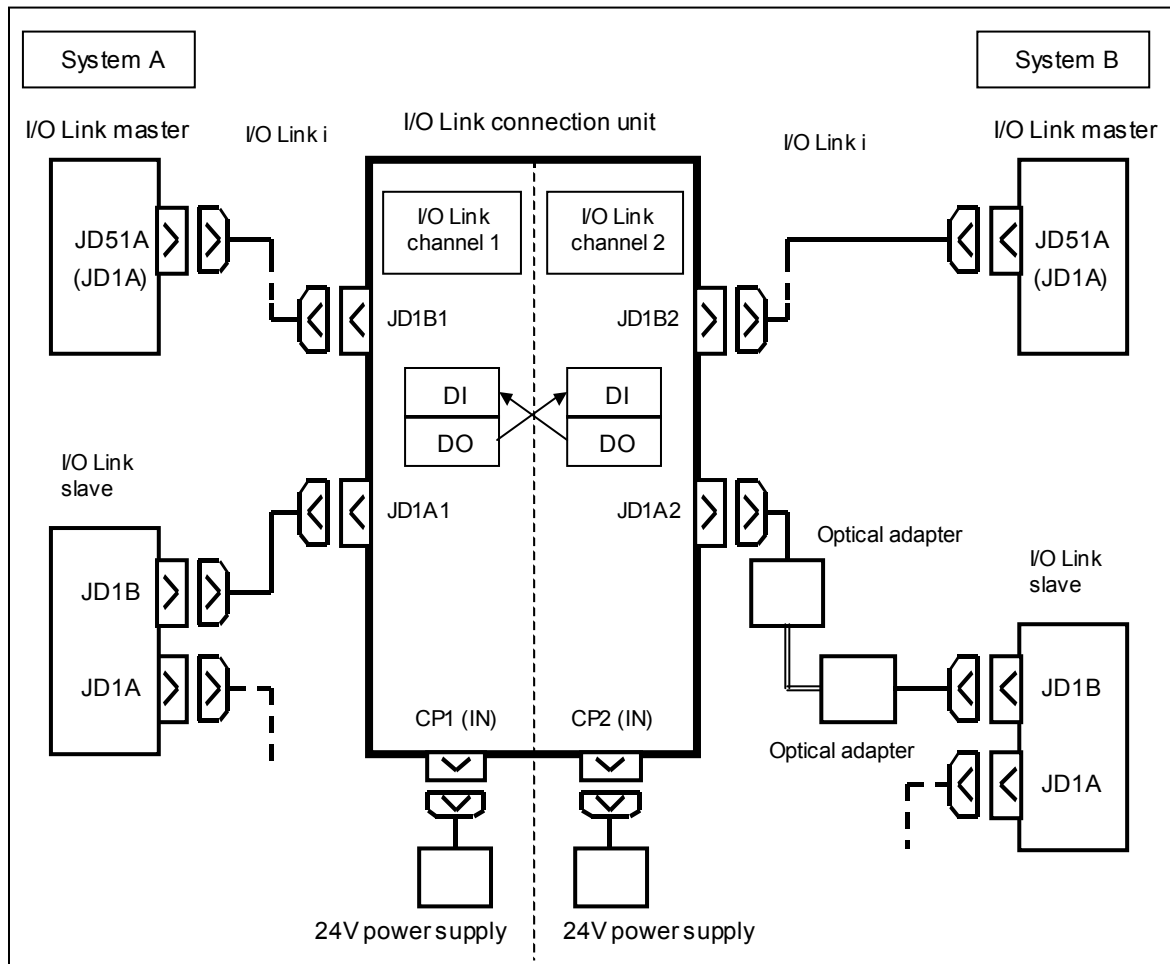 System A
System B
I/O Link master
I/O Link i
I/O Link connection unit
I/O Link i
I/O Link master
JD51A
(JD1A)
I/O Link
channel 1
I/O Link
channel 2
JD51A
(JD1A)
JD1B1
JD1B2
DI
DO
DI
DO
I/O Link
slave
JD1A1
JD1A2
Optical adapter
I/O Link
slave
JD1B
JD1A
JD1B
JD1A
CP1 (IN)
CP2 (IN)
Optical adapter
24V power supply
24V power supply